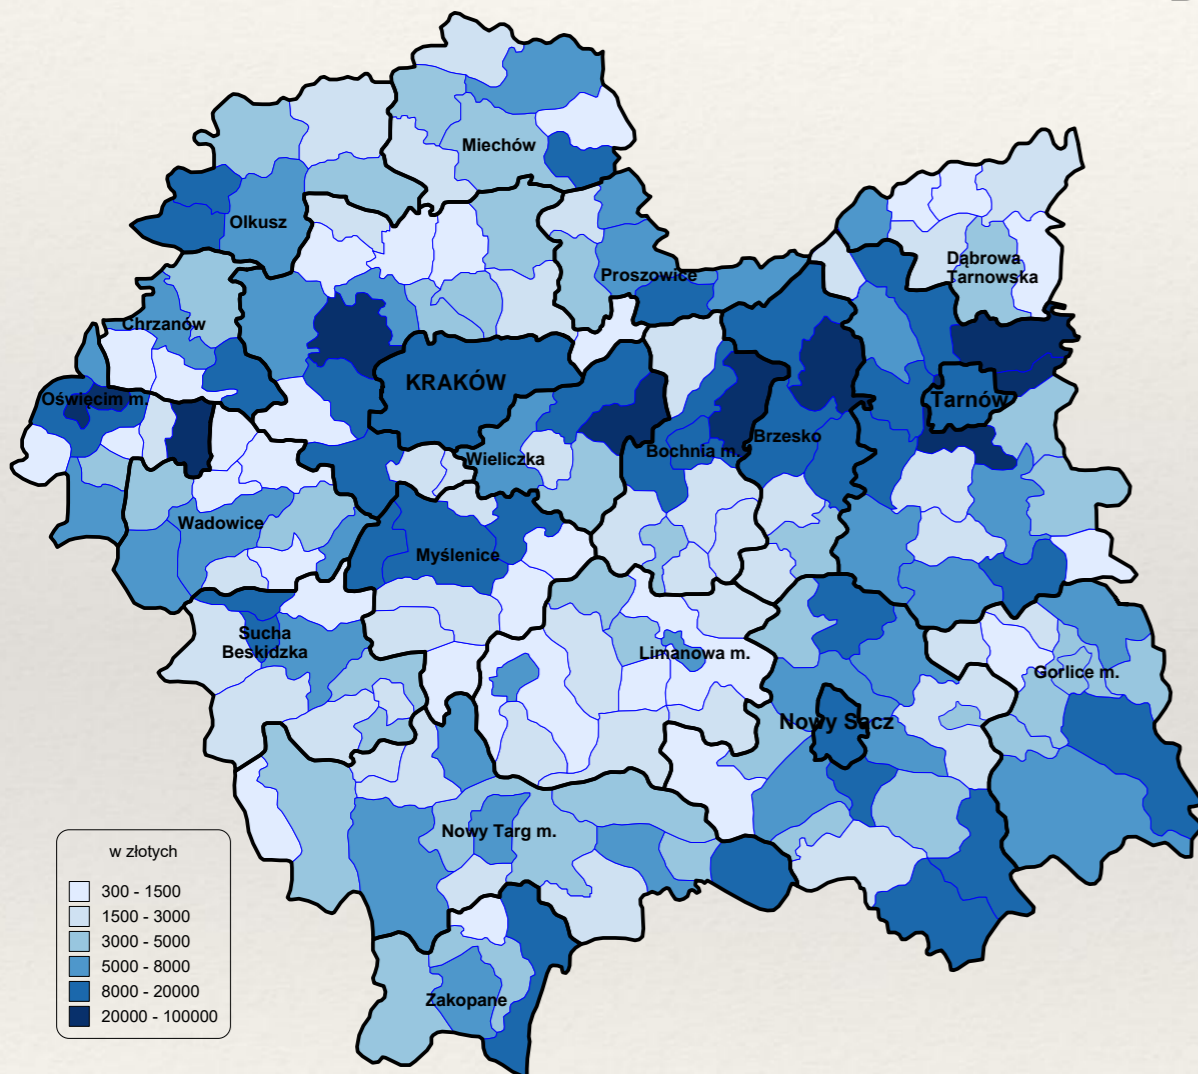 Miechów
Olkusz
Dąbrowa
Tarnowska
Proszowice
Chrzanów
KRAKÓW
Oświęcim m.
Tarnów
Brzesko
Bochnia m.
Wieliczka
Wadowice
Myślenice
Sucha
Beskidzka
Limanowa m.
Gorlice m.
Nowy Sącz
Nowy Targ m.
Zakopane
w złotych
300 - 1500
1500 - 3000
3000 - 5000
5000 - 8000
8000 - 20000
20000 - 100000